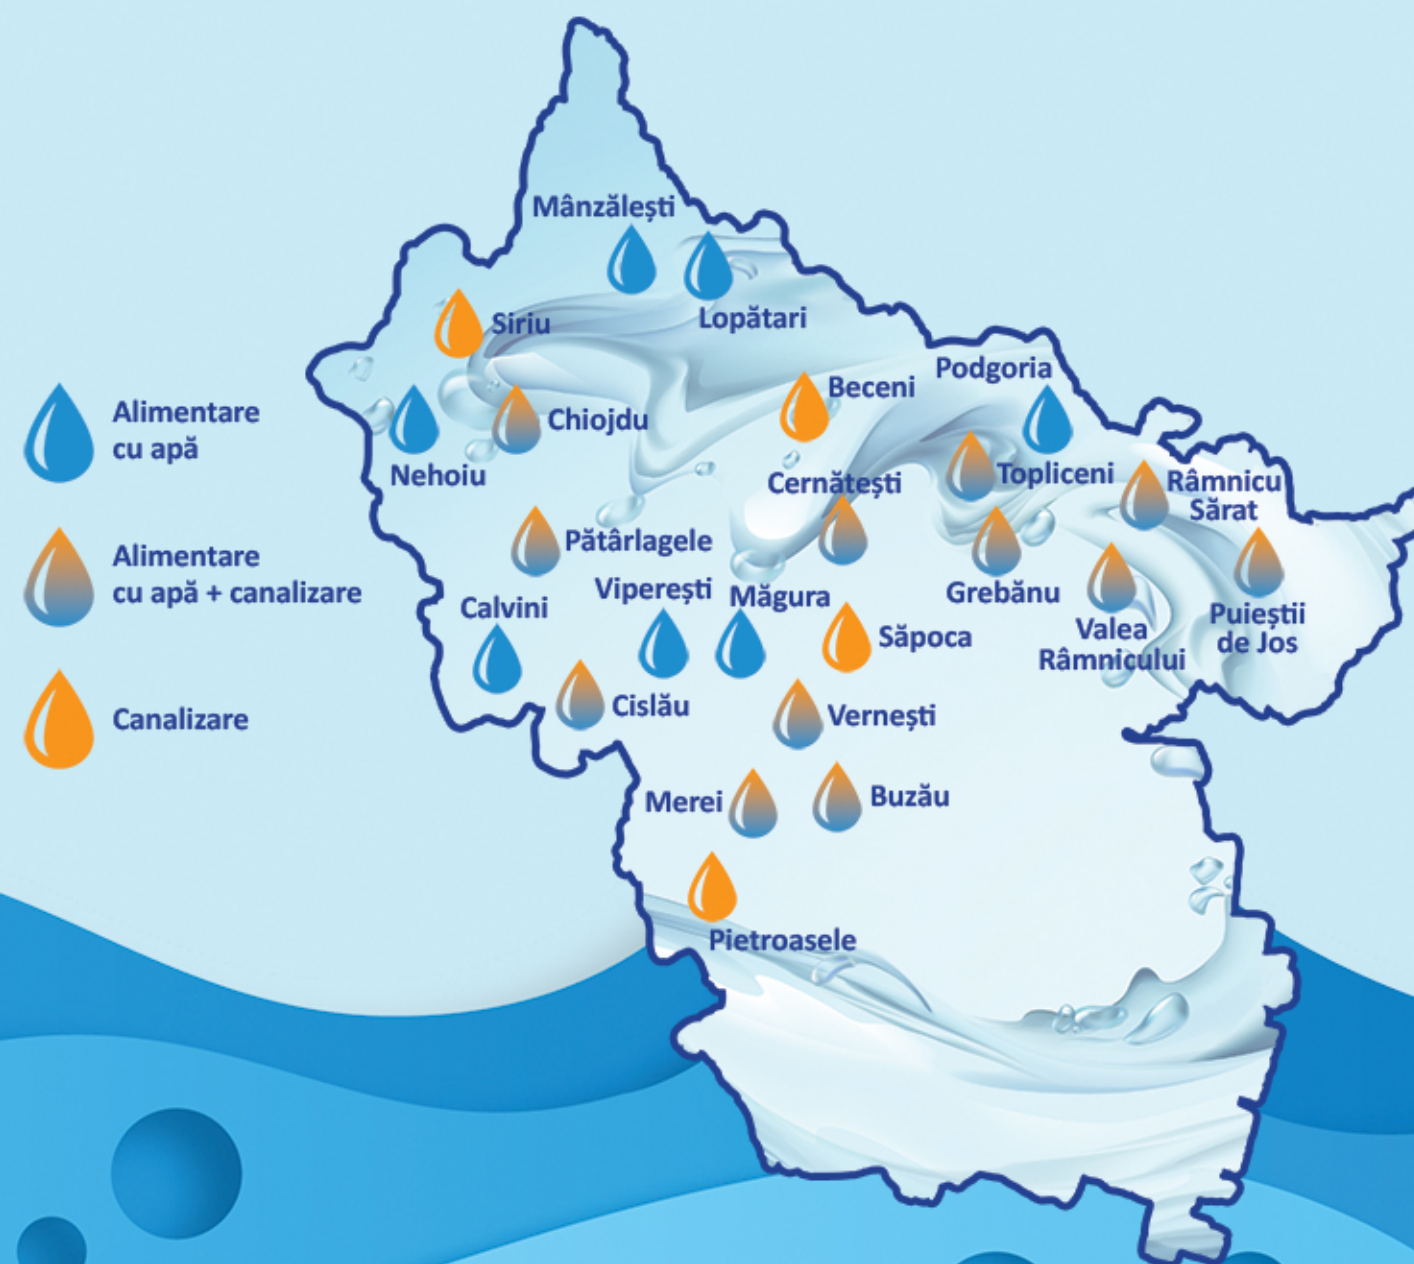 Mânzălești
Lopătari
Siriu
Podgoria
Beceni
Alimentare
cu apă
Chiojdu
Nehoiu
Cernătești
Topliceni
Râmnicu
Sărat
Pătârlagele
Alimentare
cu apă + canalizare
Viperești
Măgura
Grebănu
Calvini
Puieștii
de Jos
Valea
Râmnicului
Săpoca
Cislău
Vernești
Canalizare
Merei
Buzău
Pietroasele